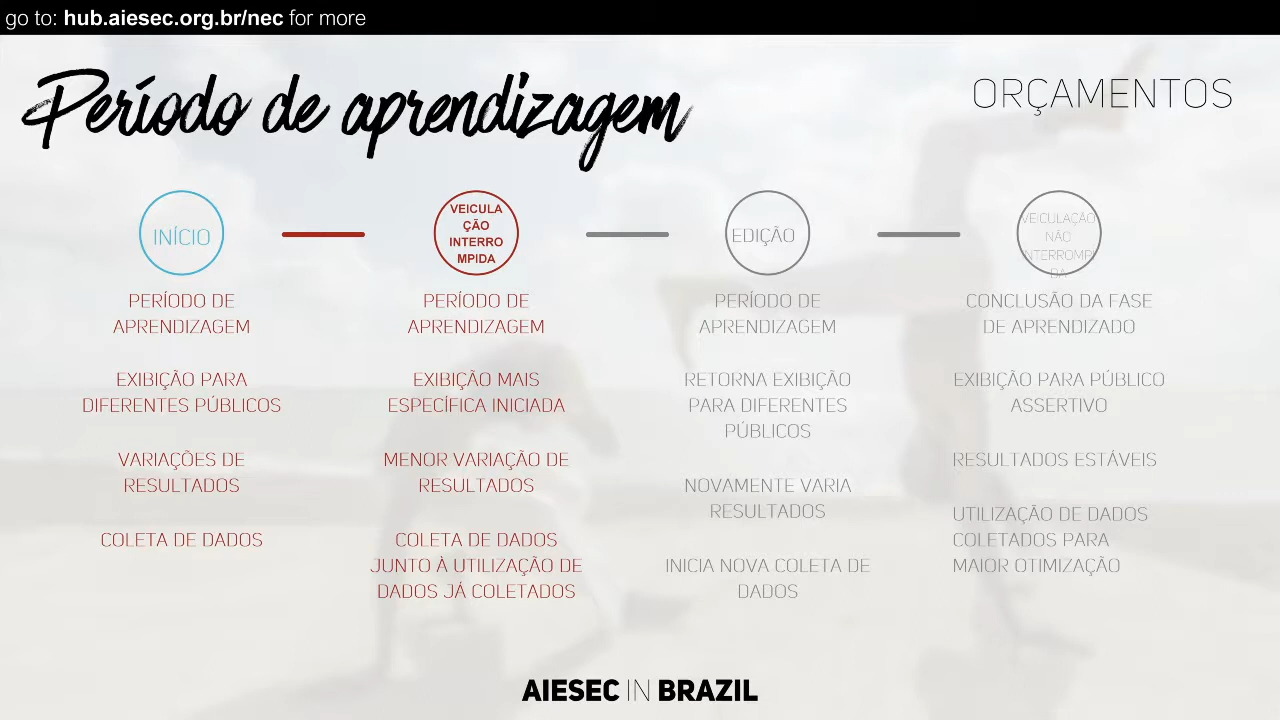 go to: hub.aiesec.org.br/nec for more
Período de aprendizagem
ORÇAMENTOS
INÍCIO
PERÍODO DE
APRENDIZAGEM
EXIBIÇÃO PARA
DIFERENTES PÚBLICOS
VARIAÇÕES DE
RESULTADOS
COLETA DE DADOS
VEICULA
ÇÃO
INTERRO
MPIDA
PERÍODO DE
APRENDIZAGEM
EXIBIÇÃO MAIS
ESPECÍFICA INICIADA
MENOR VARIAÇÃO DE
RESULTADOS
COLETA DE DADOS
JUNTO À UTILIZAÇÃO DE
DADOS JÁ COLETADOS
EDIÇÃO
PERÍODO DE
APRENDIZAGEM
RETORNA EXIBIÇÃO
PARA DIFERENTES
PÚBLICOS
NOVAMENTE VARIA
RESULTADOS
INICIA NOVA COLETA DE
DADOS
VEICULAÇÃO
NÃO
INTERROMPI
DA
CONCLUSÃO DA FASE
DE APRENDIZADO
EXIBIÇÃO PARA PÚBLICO
ASSERTIVO
RESULTADOS ESTÁVEIS
UTILIZAÇÃO DE DADOS
COLETADOS PARA
MAIOR OTIMIZAÇÃO
AIESEC IN BRAZIL